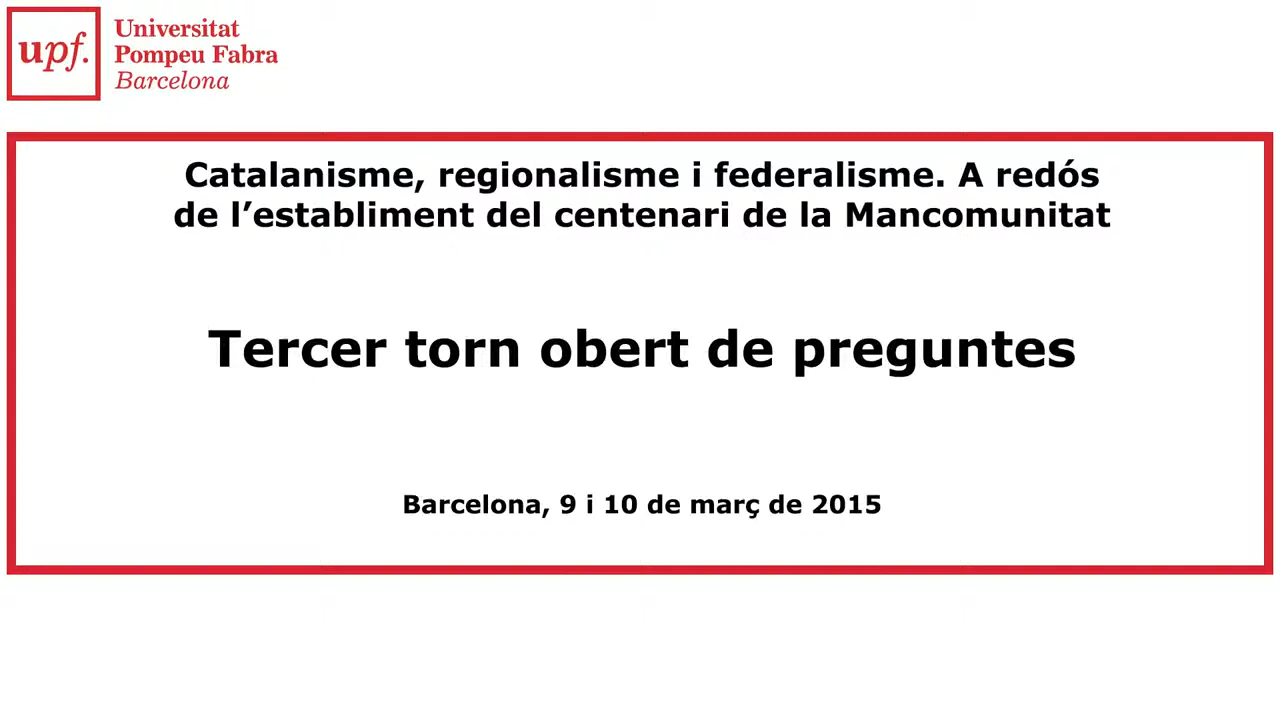 upf.
Universitat
Pompeu Fabra
Barcelona
Catalanisme, regionalisme i federalisme. A redós
de l’establiment del centenari de la Mancomunitat
Tercer torn obert de preguntes
Barcelona, 9 i 10 de març de 2015